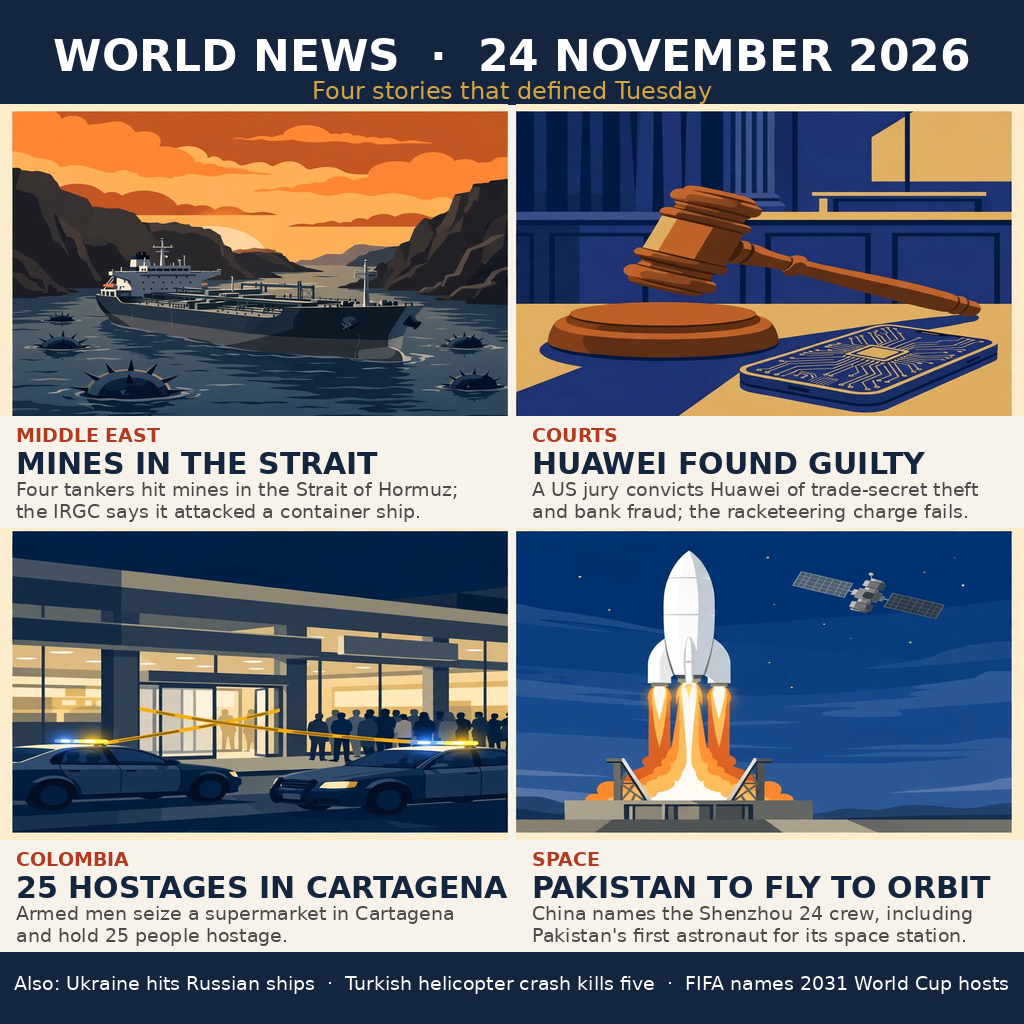 WORLD NEWS · 24 NOVEMBER 2026
Four stories that defined Tuesday
MIDDLE EAST
MINES IN THE STRAIT
Four tankers hit mines in the Strait of Hormuz;
the IRGC says it attacked a container ship.
COURTS
HUAWEI FOUND GUILTY
A US jury convicts Huawei of trade-secret theft
and bank fraud; the racketeering charge fails.
COLOMBIA
25 HOSTAGES IN CARTAGENA
Armed men seize a supermarket in Cartagena
and hold 25 people hostage.
SPACE
PAKISTAN TO FLY TO ORBIT
China names the Shenzhou 24 crew, including
Pakistan's first astronaut for its space station.
Also: Ukraine hits Russian ships · Turkish helicopter crash kills five · FIFA names 2031 World Cup hosts